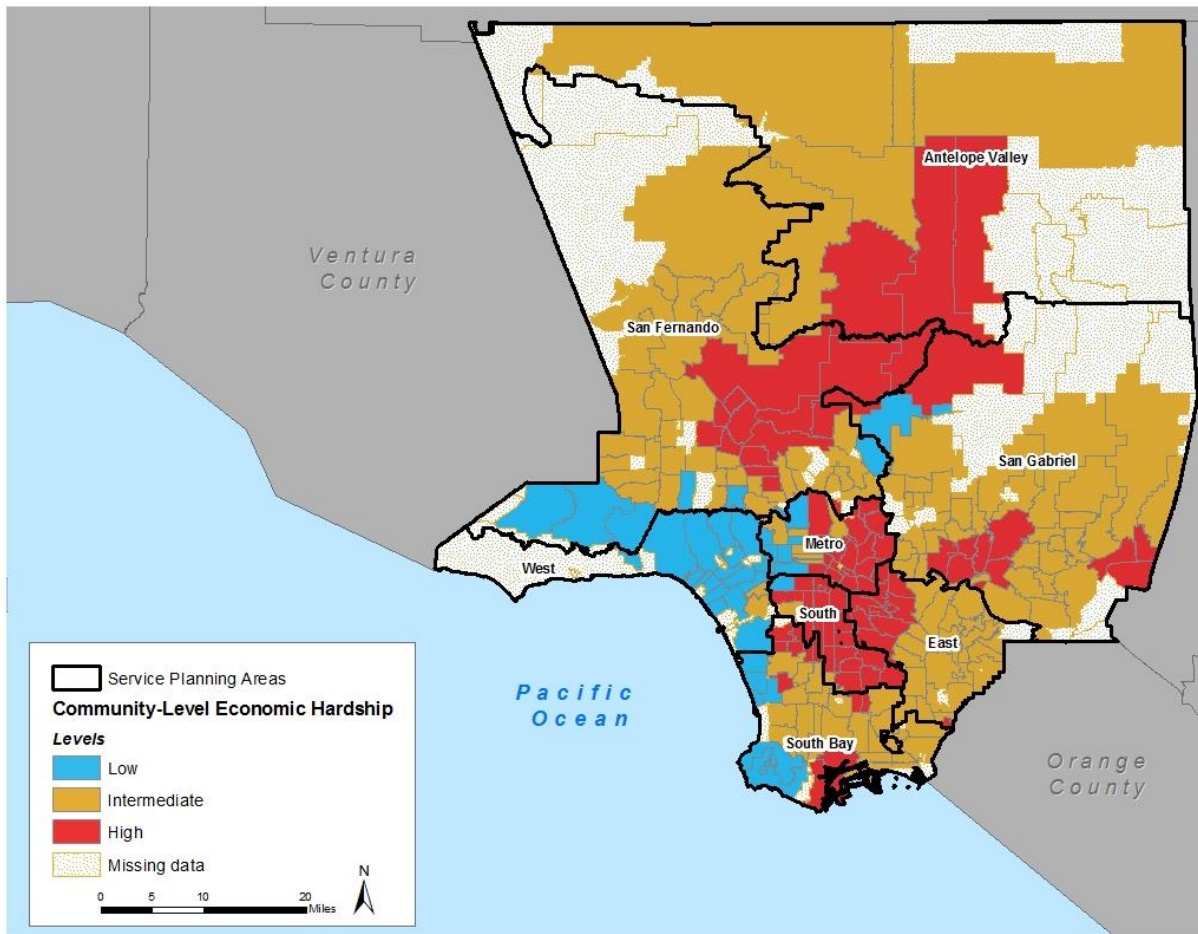 Antelope Valley
Ventura
County
San Fernando
San Gabriel
Metro
West
South
East
Pacific
Ocean
South Bay
Orange
County
Service Planning Areas
Community-Level Economic Hardship
Levels
Low
Intermediate
High
Missing data
N
0 5 10 20
Miles